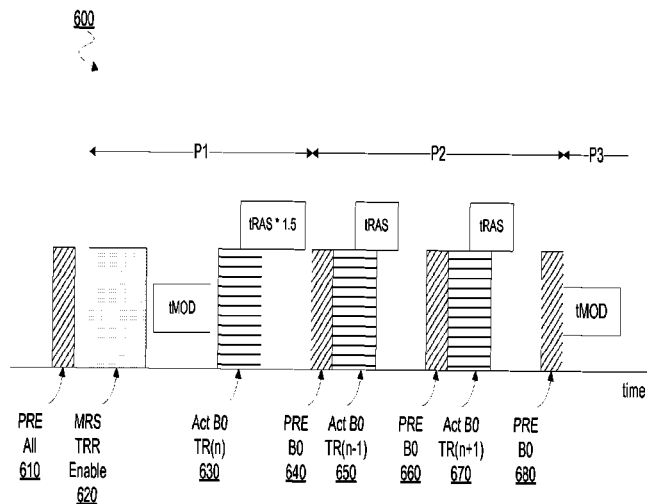 600
P1
P2
P3
tRAS * 1.5
tRAS
tRAS
tMOD
tMOD
time
PRE
All
610
MRS
TRR
Enable
620
Act B0
TR(n)
630
PRE
B0
640
Act B0
TR(n-1)
650
PRE
B0
660
Act B0
TR(n+1)
670
PRE
B0
680